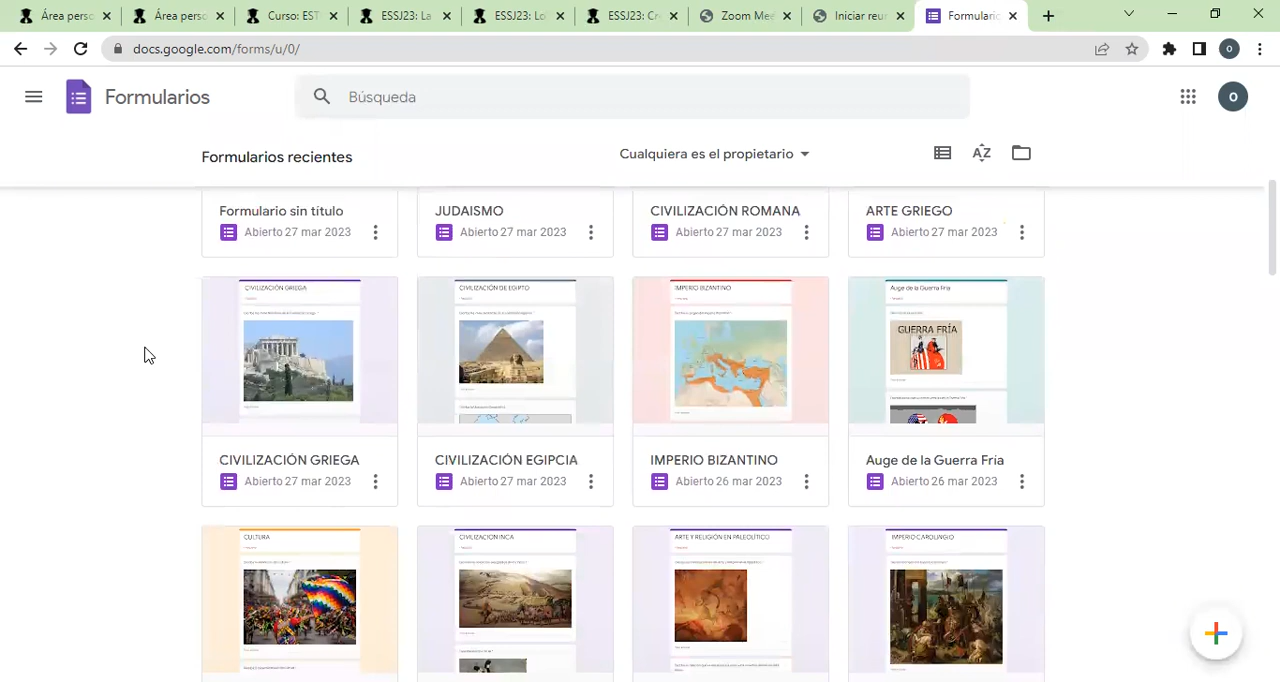 Área perso
Área perso
Curso: EST
ESSJ23: La
ESSJ23: Lo
ESSJ23: Cr
Zoom Mee
Iniciar reur
Formulario
docs.google.com/forms/u/0/
O
Formularios
Búsqueda
O
Formularios recientes
Cualquiera es el propietario
AZ
Formulario sin título
JUDAISMO
CIVILIZACIÓN ROMANA
ARTE GRIEGO
Abierto 27 mar 2023
Abierto 27 mar 2023
Abierto 27 mar 2023
Abierto 27 mar 2023
CIVILIZACIÓN GRIEGA
CIVILIZACIÓN DE EGIPTO
IMPERIO BIZANTINO
Auge de la Guerra Fría
GUERRA FRÍA
CIVILIZACIÓN GRIEGA
CIVILIZACIÓN EGIPCIA
IMPERIO BIZANTINO
Auge de la Guerra Fría
Abierto 27 mar 2023
Abierto 27 mar 2023
Abierto 26 mar 2023
Abierto 26 mar 2023
CULTURA
CIVILIZACION INCA
ARTE Y RELIGIÓN EN PALEOLÍTICO
IMPERIO CAROLINGIO